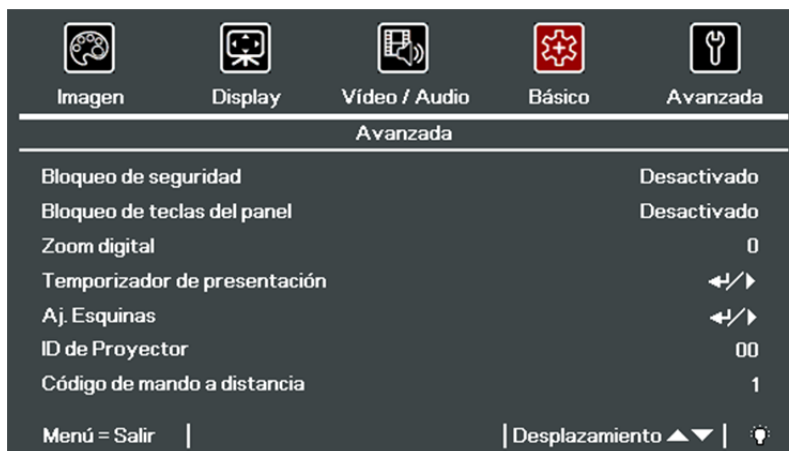 Imagen Display Vídeo / Audio Básico Avanzada
Avanzada
Bloqueo de seguridad Desactivado
Bloqueo de teclas del panel Desactivado
Zoom digital 0
Temporizador de presentación ↵/▶
Aj. Esquinas ↵/▶
ID de Proyector 00
Código de mando a distancia 1
Menú = Salir | | Desplazamiento ▲▼ |